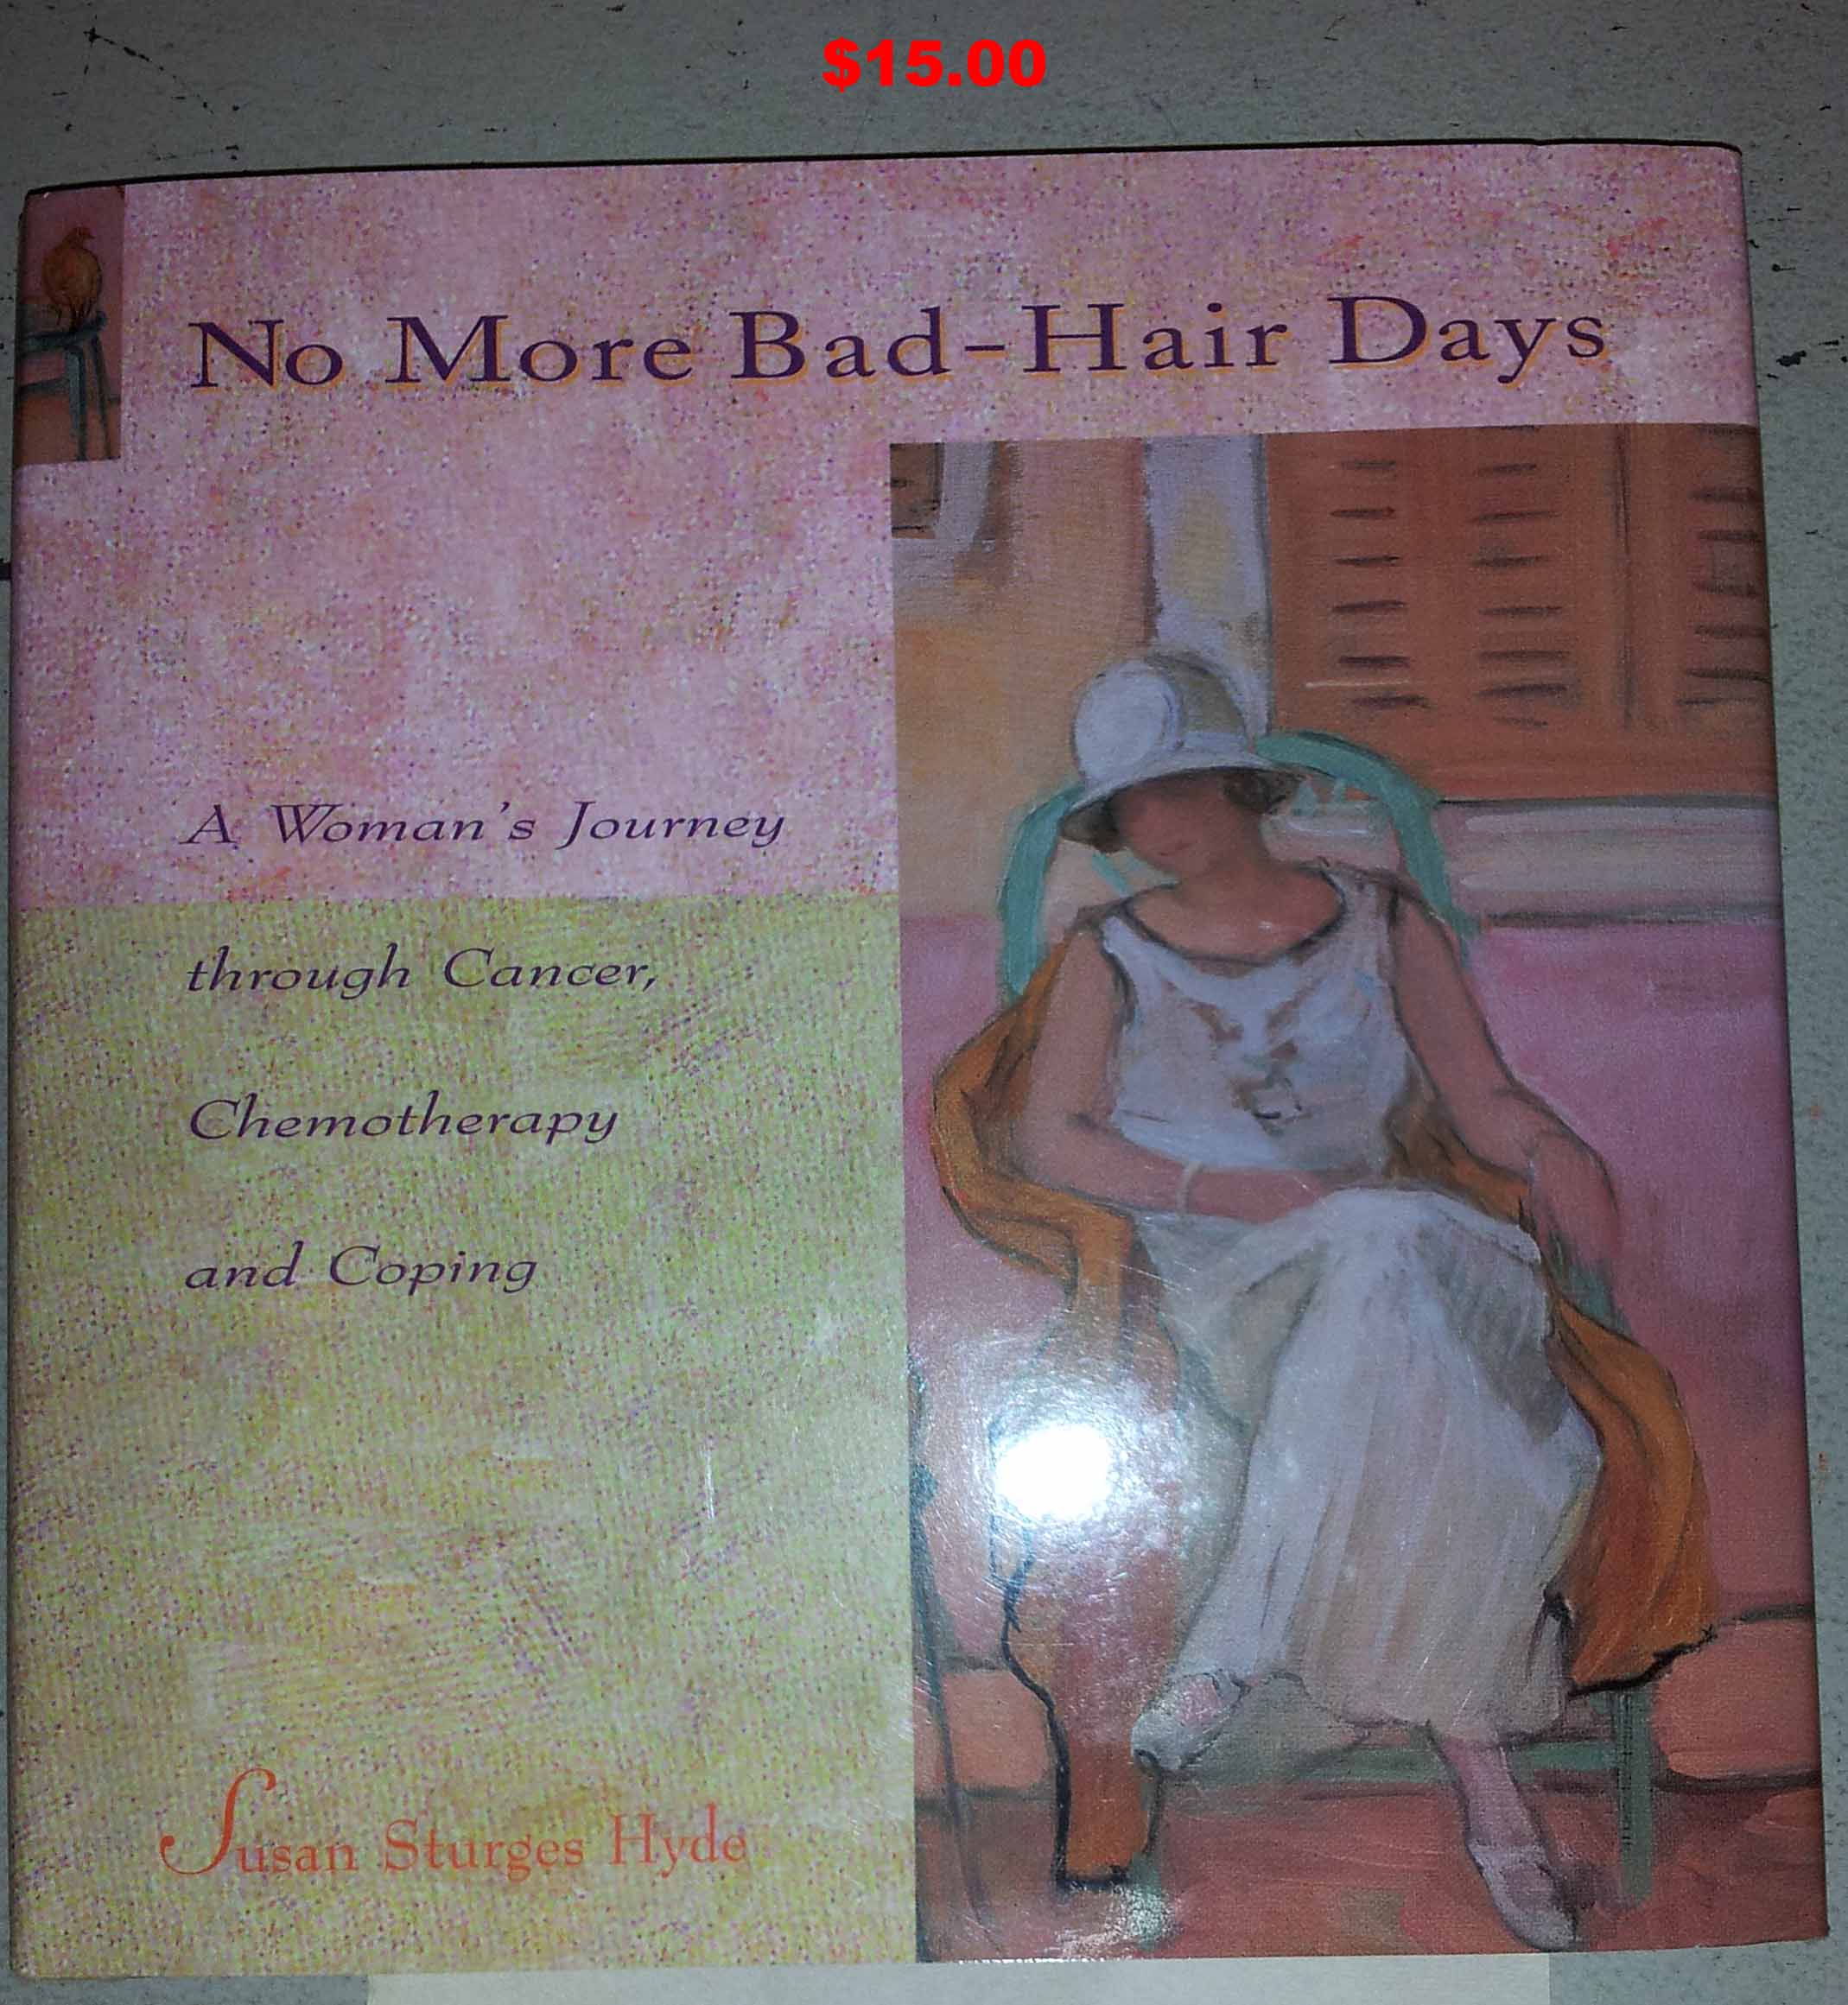 $15.00
No More Bad-Hair Days
A Woman's Journey
through Cancer,
Chemotherapy
and Coping
Susan Sturges Hyde